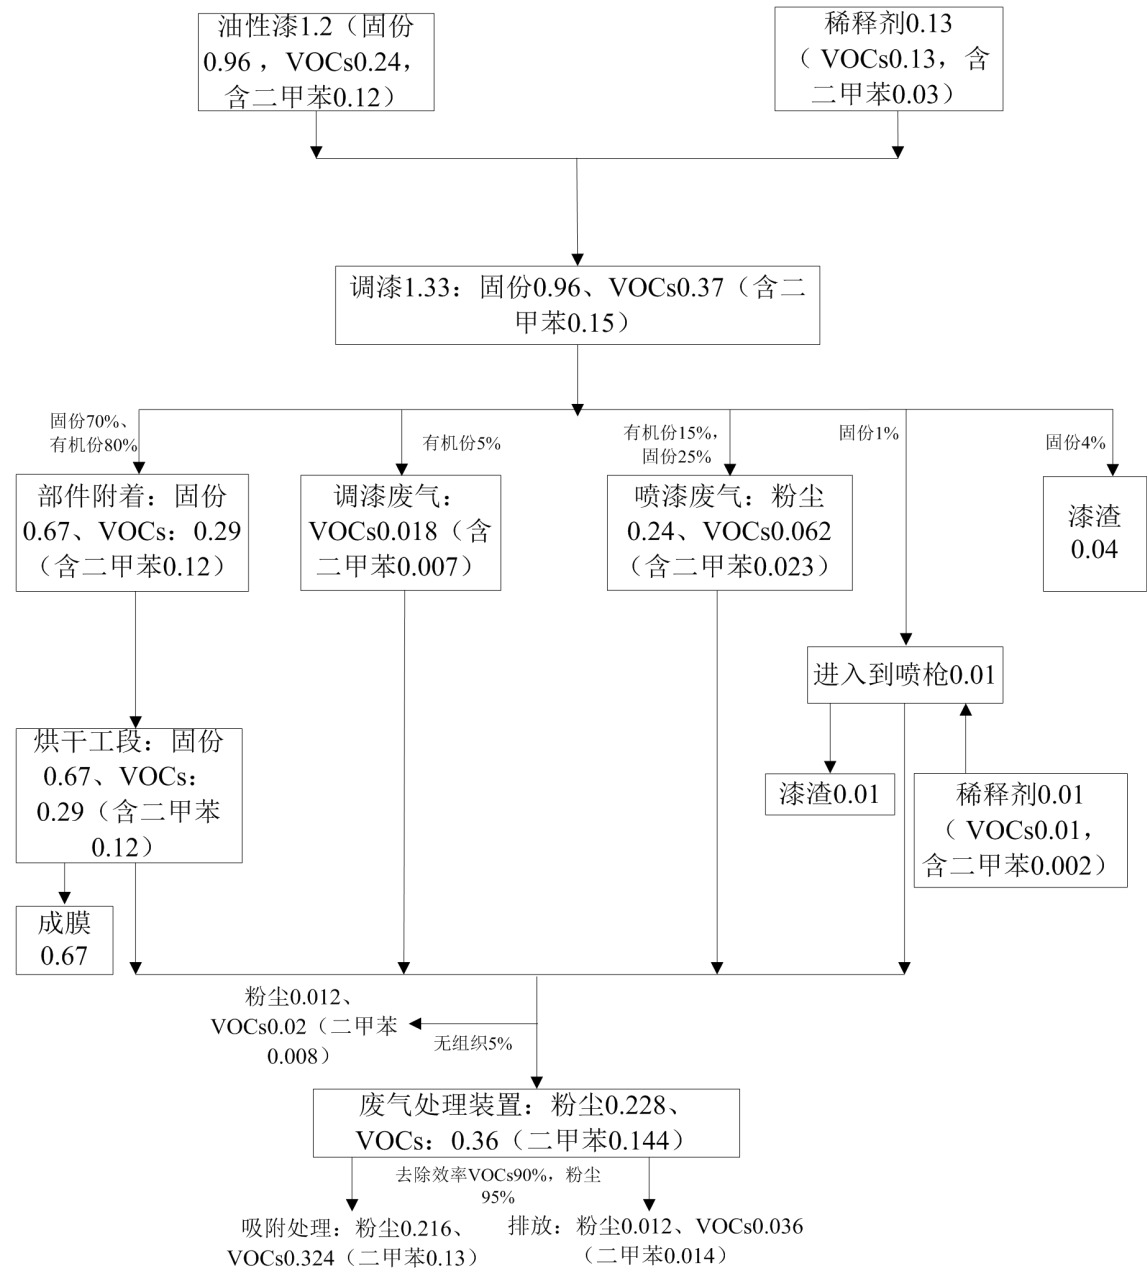 油性漆1.2（固份
0.96 ，VOCs0.24，
含二甲苯0.12）
稀释剂0.13
（ VOCs0.13，含
二甲苯0.03）
调漆1.33：固份0.96、VOCs0.37（含二
甲苯0.15）
固份70%、
有机份80%
有机份5%
有机份15%，
固份25%
固份1%
固份4%
部件附着：固份
0.67、VOCs：0.29
（含二甲苯0.12）
调漆废气：
VOCs0.018（含
二甲苯0.007）
喷漆废气：粉尘
0.24、VOCs0.062
（含二甲苯0.023）
漆渣
0.04
进入到喷枪0.01
烘干工段：固份
0.67、VOCs：
0.29（含二甲苯
0.12）
漆渣0.01
稀释剂0.01
（ VOCs0.01，
含二甲苯0.002）
成膜
0.67
粉尘0.012、
VOCs0.02（二甲苯
0.008）
无组织5%
废气处理装置：粉尘0.228、
VOCs：0.36（二甲苯0.144）
去除效率VOCs90%，粉尘
95%
吸附处理：粉尘0.216、
VOCs0.324（二甲苯0.13）
排放：粉尘0.012、VOCs0.036
（二甲苯0.014）